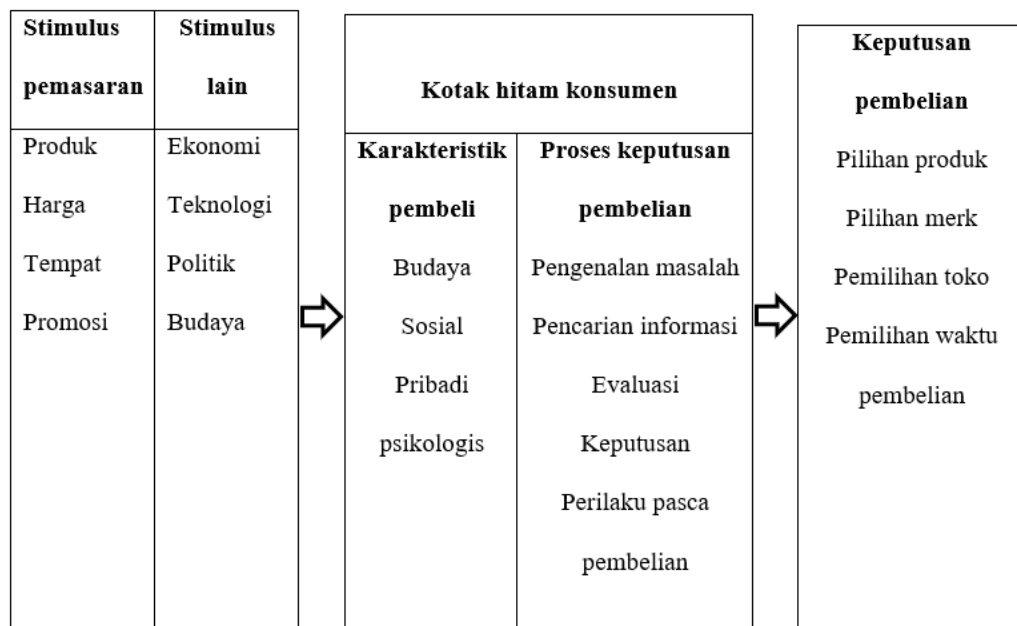 Stimulus
pemasaran
Produk
Harga
Tempat
Promosi
Stimulus
lain
Ekonomi
Teknologi
Politik
Budaya
Kotak hitam konsumen
Karakteristik
pembeli
Budaya
Sosial
Pribadi
psikologis
Proses keputusan
pembelian
Pengenalan masalah
Pencarian informasi
Evaluasi
Keputusan
Perilaku pasca
pembelian
Keputusan
pembelian
Pilihan produk
Pilihan merk
Pemilihan toko
Pemilihan waktu
pembelian